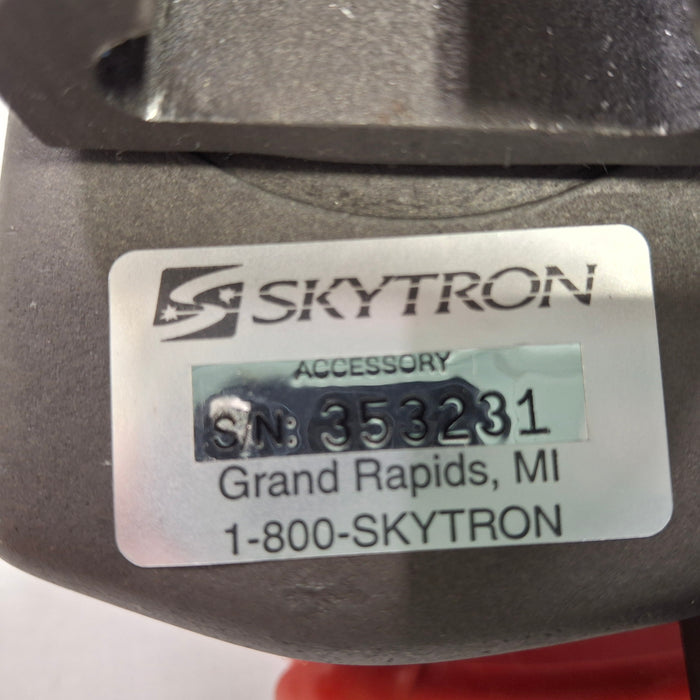 SKYTRON
ACCESSORY
S/N: 353231
Grand Rapids, MI
1-800-SKYTRON